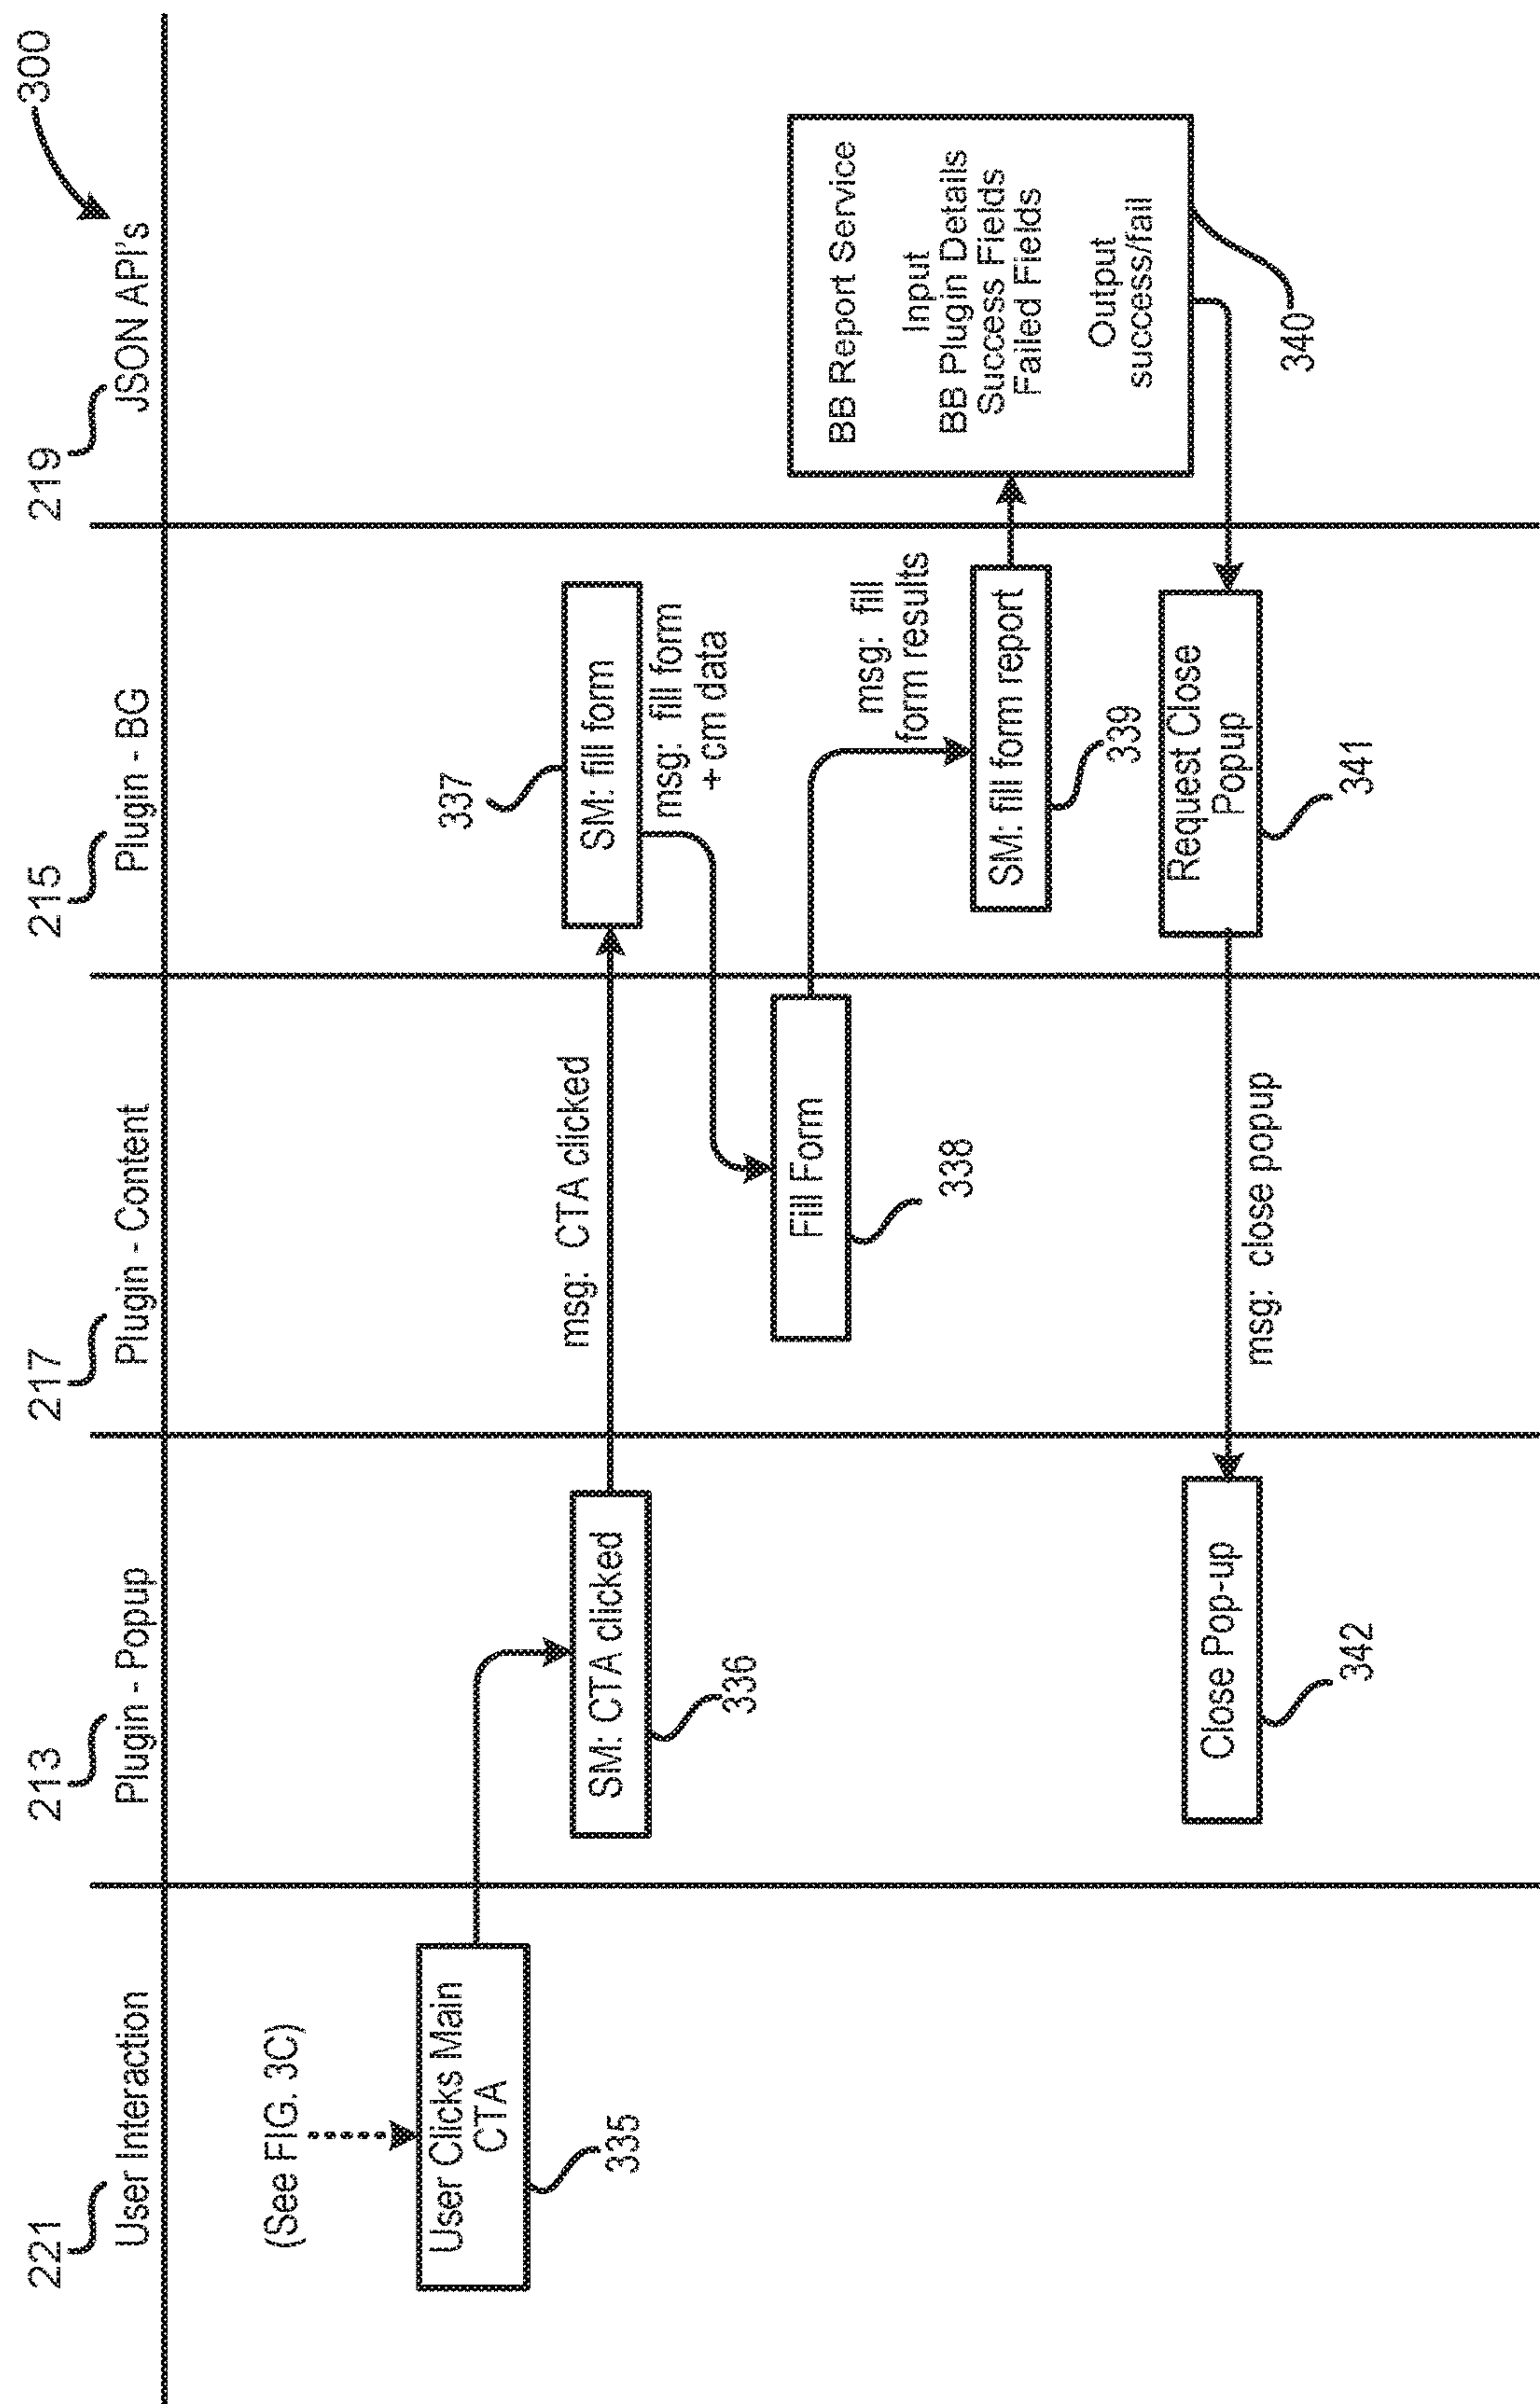 300
221
213
217
215
219
User Interaction
Plugin - Popup
Plugin - Content
Plugin - BG
JSON API's
(See FIG. 3C)
User Clicks Main
CTA
335
SM: CTA clicked
336
msg: CTA clicked
337
SM: fill form
msg: fill form
+ cm data
Fill Form
338
msg: fill
form results
SM: fill form report
339
BB Report Service
Input
BB Plugin Details
Success Fields
Failed Fields
Output
success/fail
340
Request Close
Popup
341
msg: close popup
Close Pop-up
342